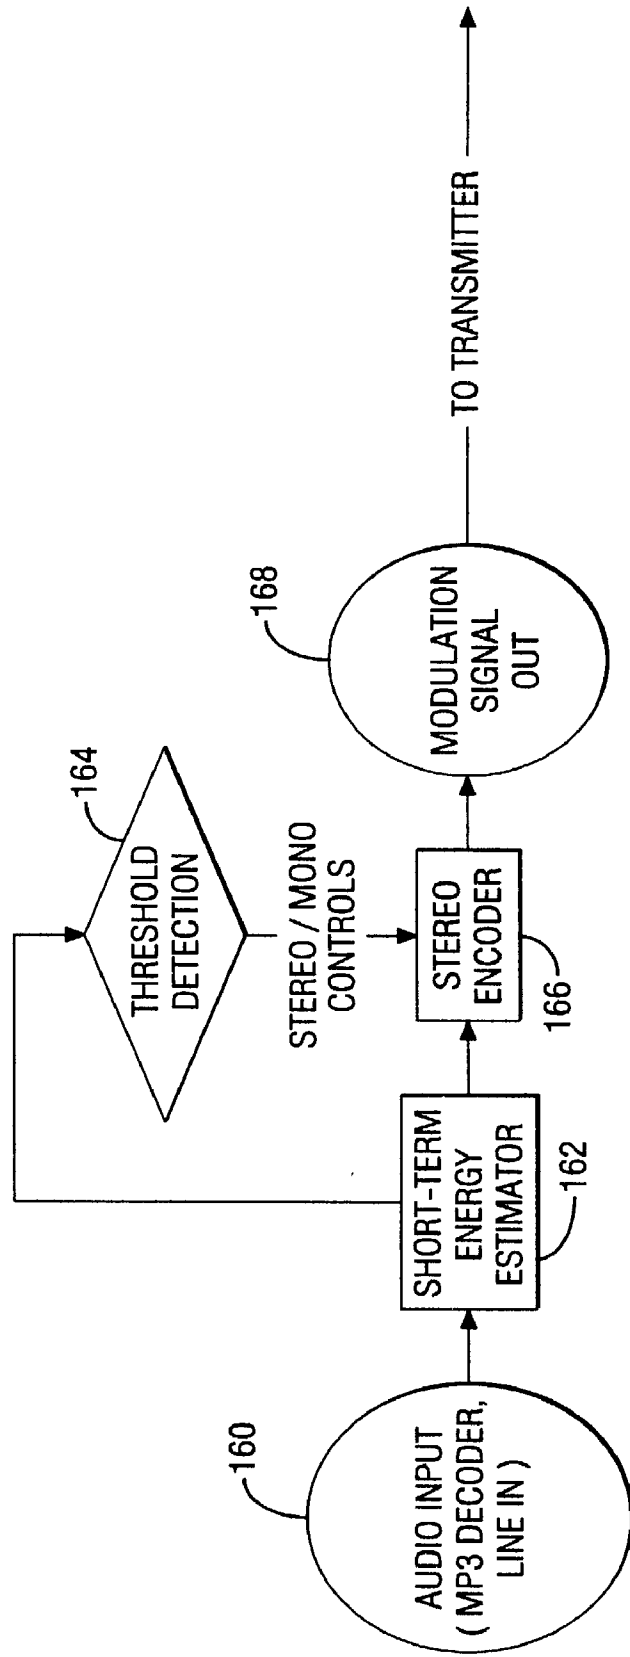 160
AUDIO INPUT
( MP3 DECODER,
LINE IN )
SHORT-TERM
ENERGY
ESTIMATOR
162
164
THRESHOLD
DETECTION
STEREO / MONO
CONTROLS
STEREO
ENCODER
166
168
MODULATION
SIGNAL
OUT
TO TRANSMITTER